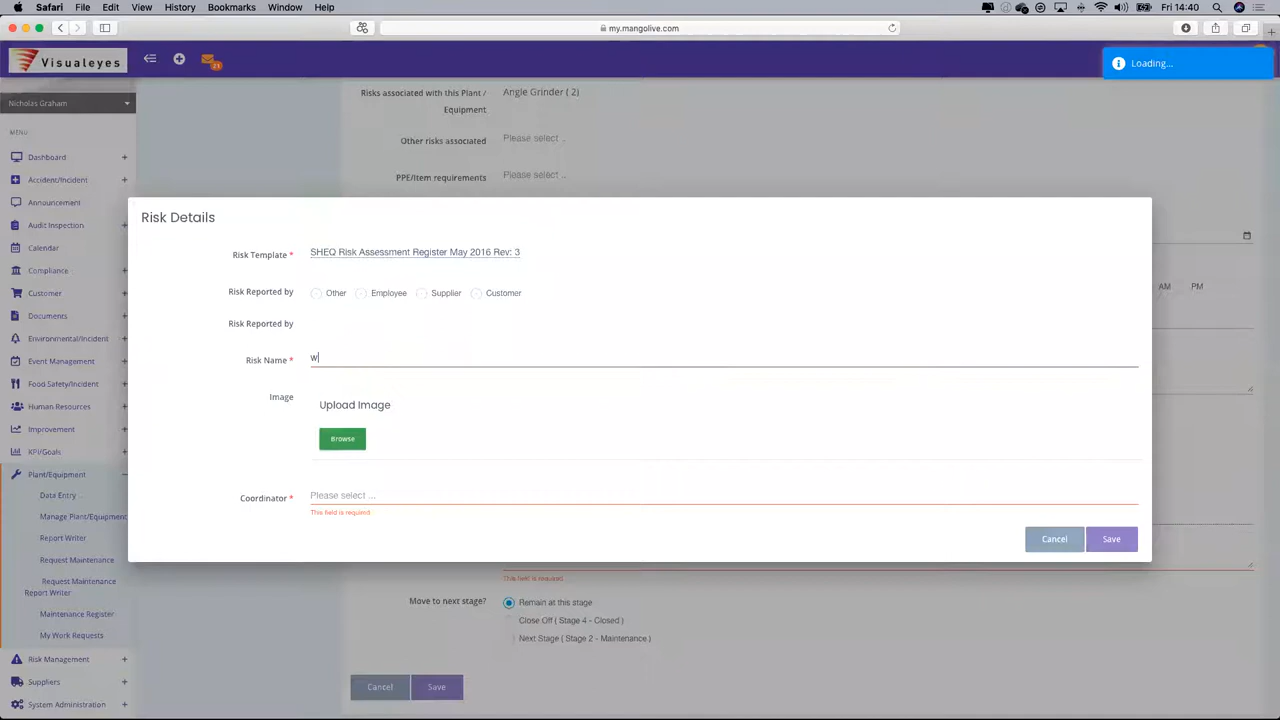 Safari File Edit View History Bookmarks Window Help Fri 14:40
my.mangolive.com
Visualeyes
21
Loading...
Nicholas Graham
Risks associated with this Plant / Equipment
Angle Grinder ( 2)
Other risks associated
Please select ..
PPE/Item requirements
Please select ..
MENU
Dashboard
Accident/Incident
Announcement
Audit Inspection
Calendar
Compliance
Customer
Documents
Environmental/Incident
Event Management
Food Safety/Incident
Human Resources
Improvement
KPI/Goals
Plant/Equipment
Data Entry
Manage Plant/Equipment
Report Writer
Request Maintenance
Request Maintenance
Report Writer
Maintenance Register
My Work Requests
Risk Management
Suppliers
System Administration
Risk Details
Risk Template * SHEQ Risk Assessment Register May 2016 Rev: 3
Risk Reported by Other Employee Supplier Customer
Risk Reported by
Risk Name * w
Image
Upload Image
Browse
Coordinator * Please select ...
This field is required
Cancel Save
AM PM
This field is required
Move to next stage? Remain at this stage
Close Off ( Stage 4 - Closed )
Next Stage ( Stage 2 - Maintenance )
Cancel Save